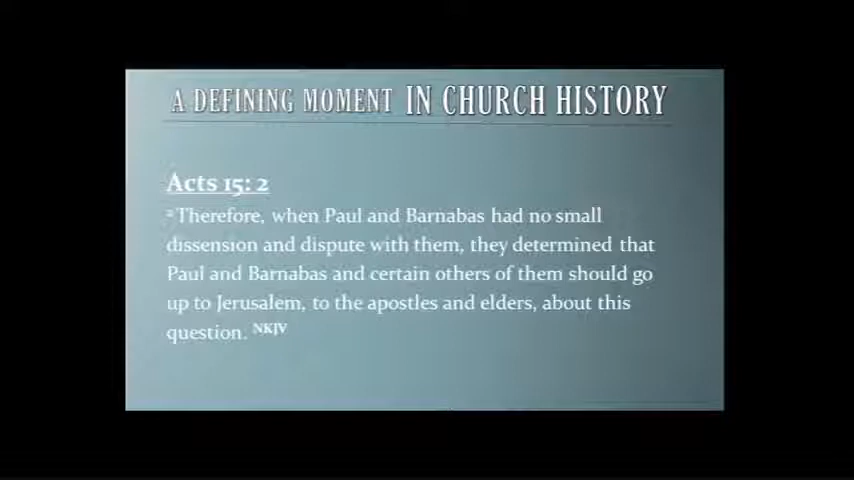 A DEFINING MOMENT IN CHURCH HISTORY
Acts 15: 2
2 Therefore, when Paul and Barnabas had no small
dissension and dispute with them, they determined that
Paul and Barnabas and certain others of them should go
up to Jerusalem, to the apostles and elders, about this
question. NKJV